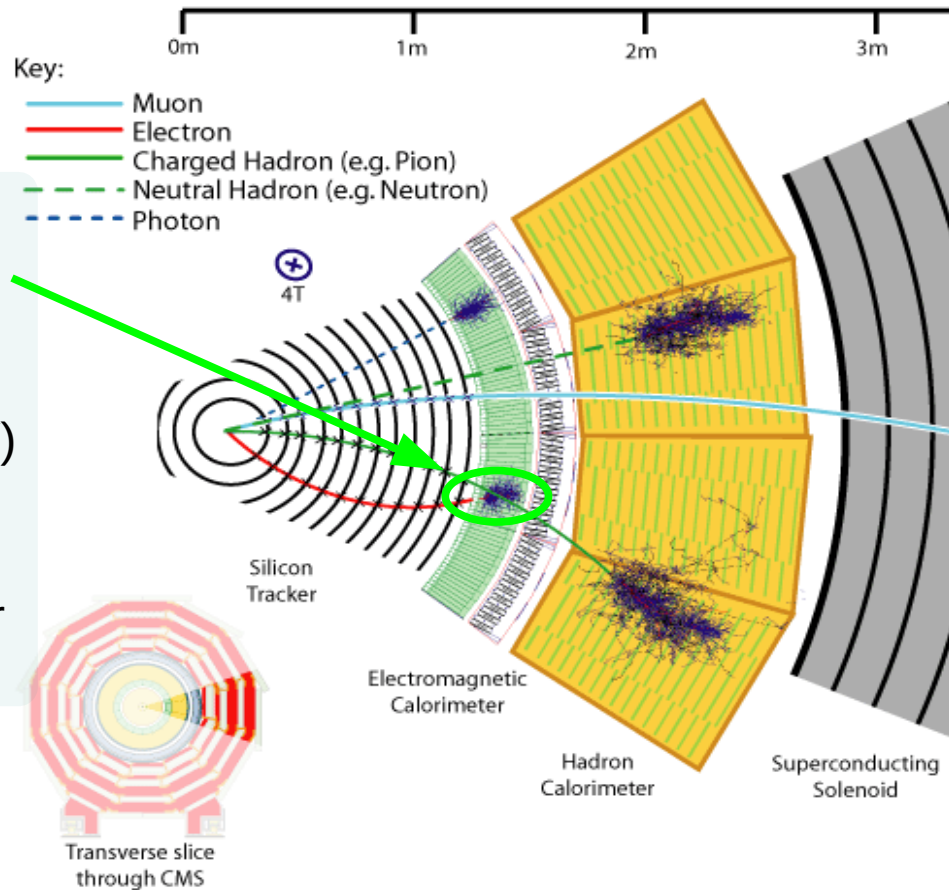 0m 1m 2m 3m
Key:
Muon
Electron
Charged Hadron (e.g. Pion)
Neutral Hadron (e.g. Neutron)
Photon
4T
)
Silicon
Tracker
Electromagnetic
Calorimeter
Hadron
Calorimeter
Superconducting
Solenoid
Transverse slice
through CMS